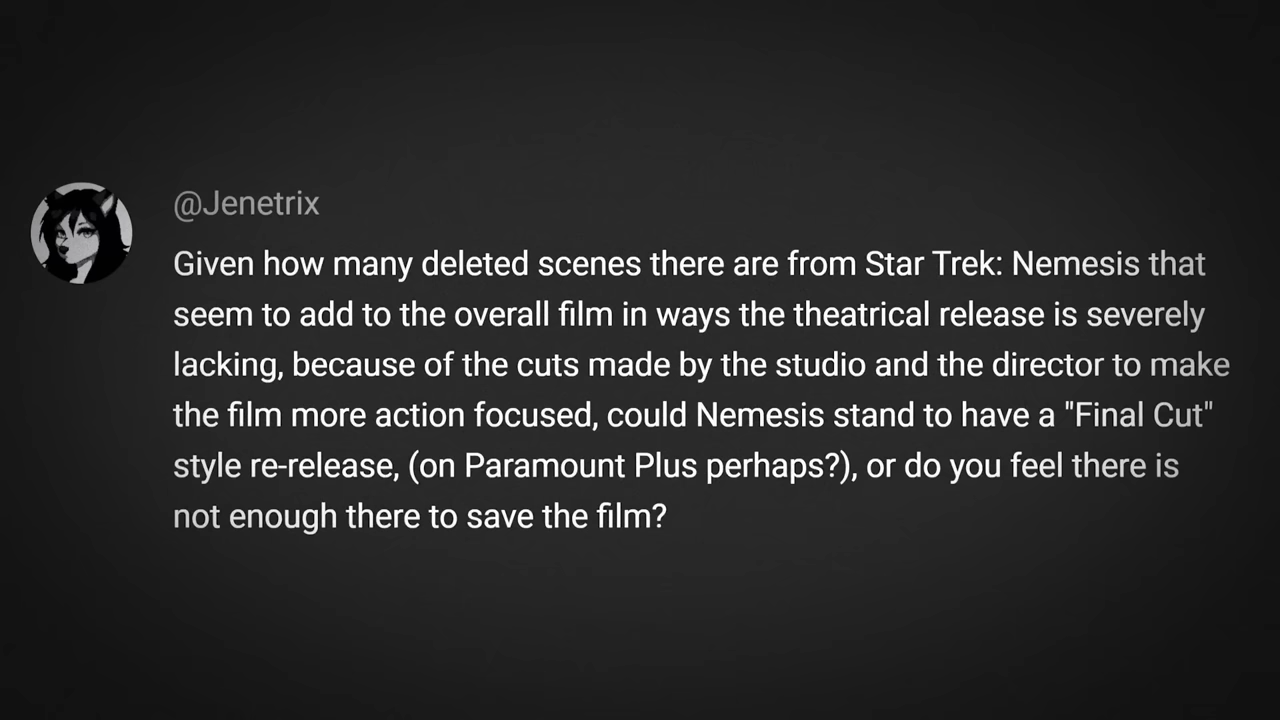 @Jenetrix
Given how many deleted scenes there are from Star Trek: Nemesis that
seem to add to the overall film in ways the theatrical release is severely
lacking, because of the cuts made by the studio and the director to make
the film more action focused, could Nemesis stand to have a "Final Cut"
style re-release, (on Paramount Plus perhaps?), or do you feel there is
not enough there to save the film?